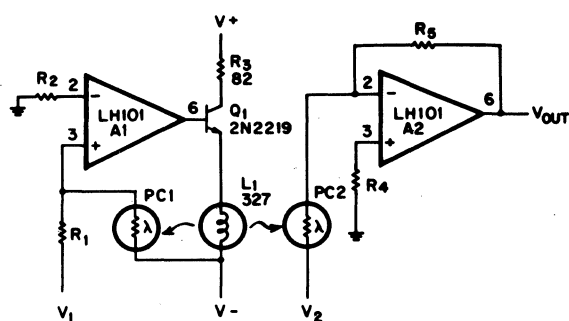 V+
R3
82
R5
R2
2
LH101
A1
6
Q1
2N2219
3
2
LH101
A2
6
VOUT
3
PC1
λ
L1
327
PC2
λ
R4
R1
V1
V-
V2